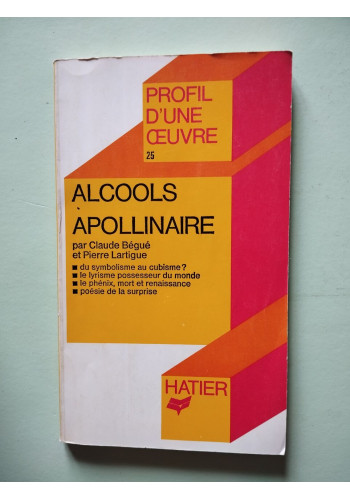 PROFIL
D'UNE
ŒUVRE
25
ALCOOLS
APOLLINAIRE
par Claude Bégué
et Pierre Lartigue
■ du symbolisme au cubisme ?
■ le lyrisme possesseur du monde
■ le phénix, mort et renaissance
■ poésie de la surprise
HATIER